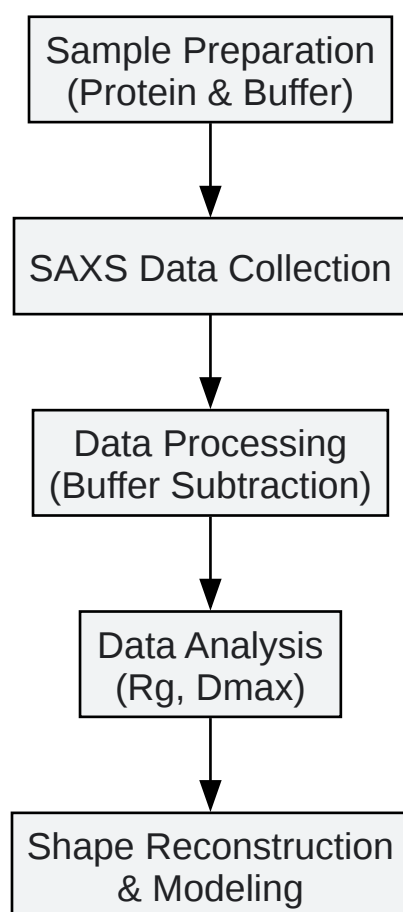 Sample Preparation
(Protein & Buffer)
SAXS Data Collection
Data Processing
(Buffer Subtraction)
Data Analysis
(Rg, Dmax)
Shape Reconstruction
& Modeling